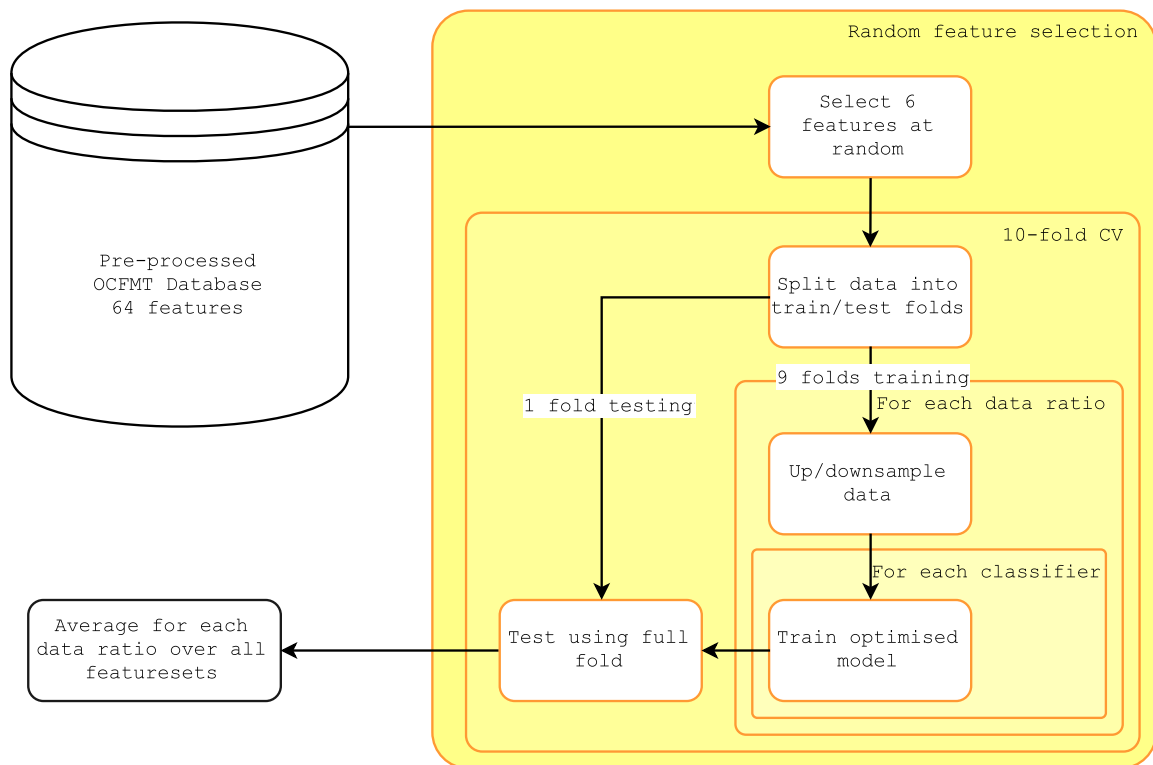 Random feature selection
Select 6
features at
random
10-fold CV
Pre-processed
OCFMT Database
64 features
Split data into
train/test folds
9 folds training
1 fold testing
For each data ratio
Up/downsample
data
For each classifier
Average for each
data ratio over all
featuresets
Test using full
fold
Train optimised
model